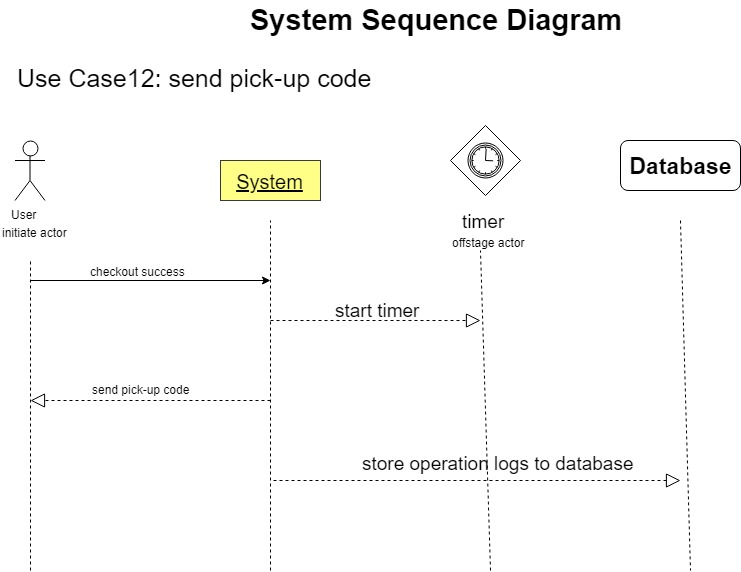 System Sequence Diagram
Use Case12: send pick-up code
System
Database
User
initiate actor
timer
offstage actor
checkout success
start timer
send pick-up code
store operation logs to database